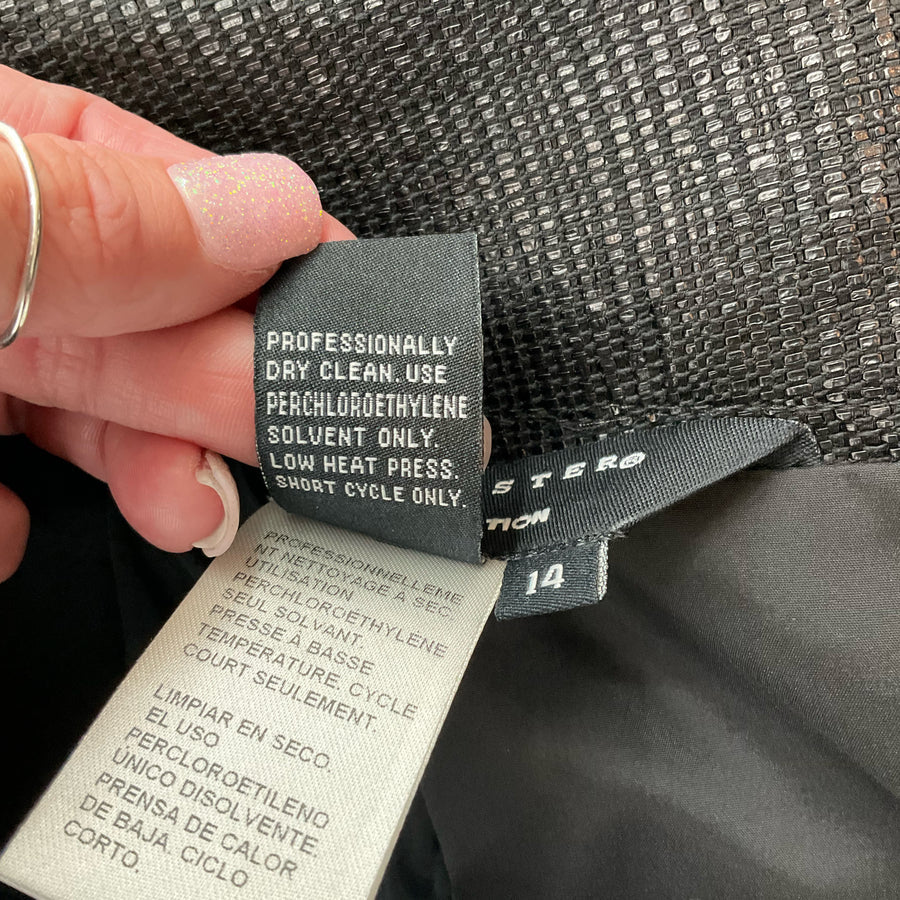 PROFESSIONALLY
DRY CLEAN. USE
PERCHLOROETHYLENE
SOLVENT ONLY.
LOW HEAT PRESS.
SHORT CYCLE ONLY.
STER®
TION
14
PROFESSIONNELLEME
NT NETTOYAGE À SEC.
UTILISATION
PERCHLOROETHYLENE
SEUL SOLVANT.
PRESSE À BASSE
TEMPERATURE. CYCLE
COURT SEULEMENT.
LIMPIAR EN SECO.
EL USO
PERCLOROETILENO
ÚNICO DISOLVENTE.
PRENSA DE CALOR
DE BAJA. CICLO
CORTO.